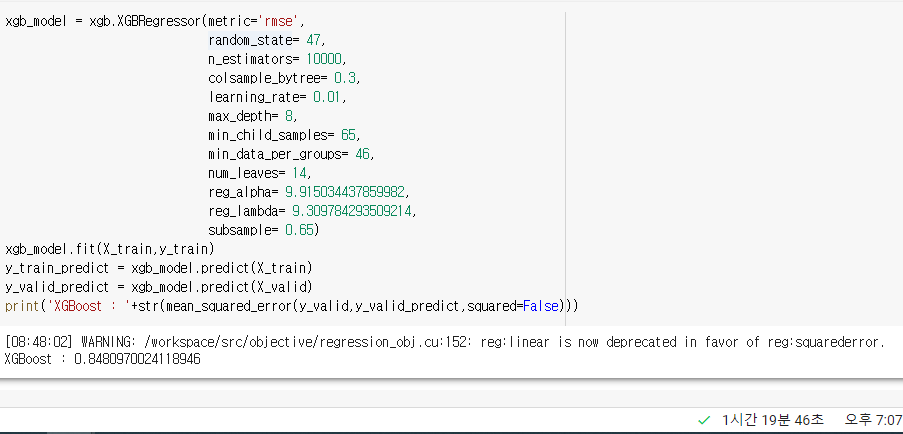 xgb_model = xgb.XGBRegressor(metric='rmse',
random_state= 47,
n_estimators= 10000,
colsample_bytree= 0.3,
learning_rate= 0.01,
max_depth= 8,
min_child_samples= 65,
min_data_per_groups= 46,
num_leaves= 14,
reg_alpha= 9.915034437859982,
reg_lambda= 9.309784293509214,
subsample= 0.65)
xgb_model.fit(X_train,y_train)
y_train_predict = xgb_model.predict(X_train)
y_valid_predict = xgb_model.predict(X_valid)
print('XGBoost : '+str(mean_squared_error(y_valid,y_valid_predict,squared=False)))
[08:48:02] WARNING: /workspace/src/objective/regression_obj.cu:152: reg:linear is now deprecated in favor of reg:squarederror.
XGBoost : 0.8480970024118946
1시간 19분 46초 오후 7:07